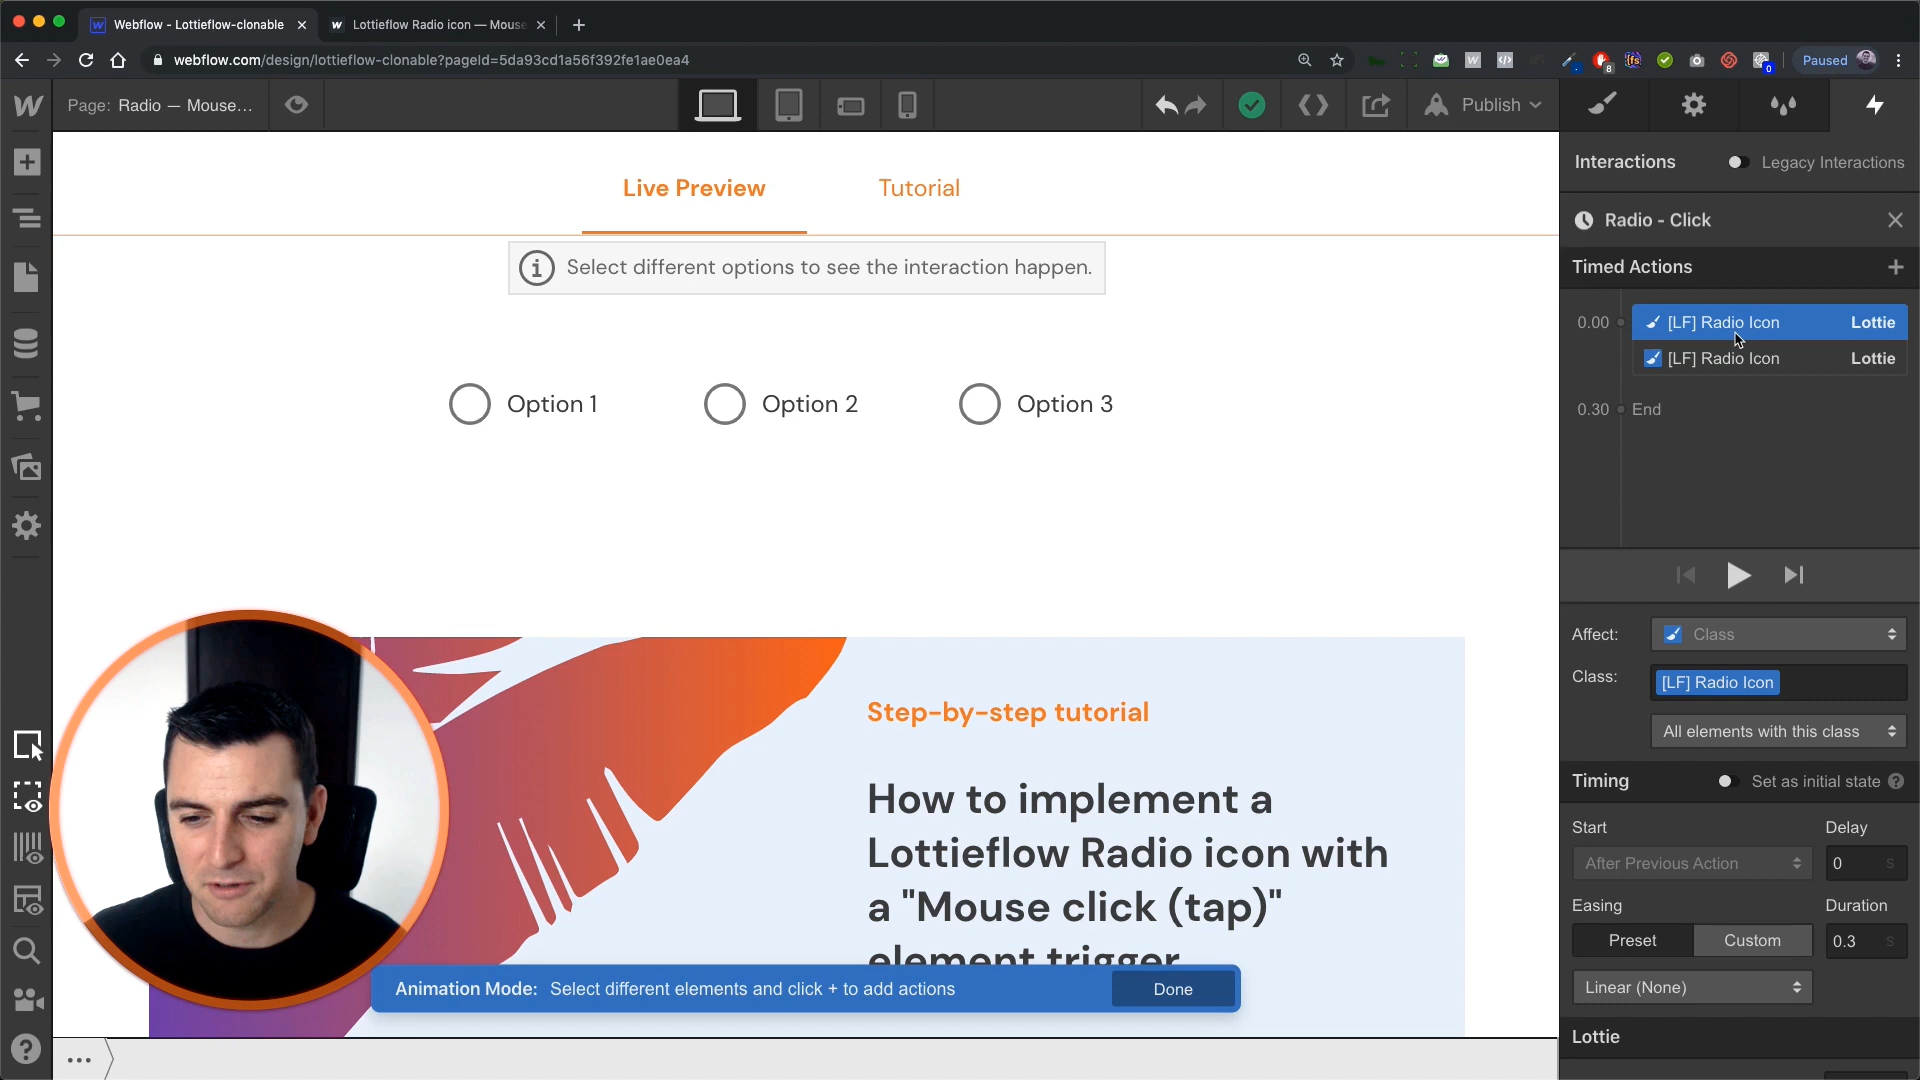 Webflow - Lottieflow-clonable
Lottieflow Radio icon — Mouse
webflow.com/design/lottieflow-clonable?pageId=5da93cd1a56f392fe1ae0ea4
8
0
Paused
Page: Radio — Mouse...
Publish
Live Preview
Tutorial
Select different options to see the interaction happen.
Option 1
Option 2
Option 3
Step-by-step tutorial
How to implement a
Lottieflow Radio icon with
a "Mouse click (tap)"
element trigger
Animation Mode: Select different elements and click + to add actions
Done
Interactions
Legacy Interactions
Radio - Click
Timed Actions
0.00
[LF] Radio Icon Lottie
[LF] Radio Icon Lottie
0.30 End
Affect: Class
Class: [LF] Radio Icon
All elements with this class
Timing
Set as initial state
Start
Delay
After Previous Action
0 S
Easing
Duration
Preset
Custom
0.3 S
Linear (None)
Lottie